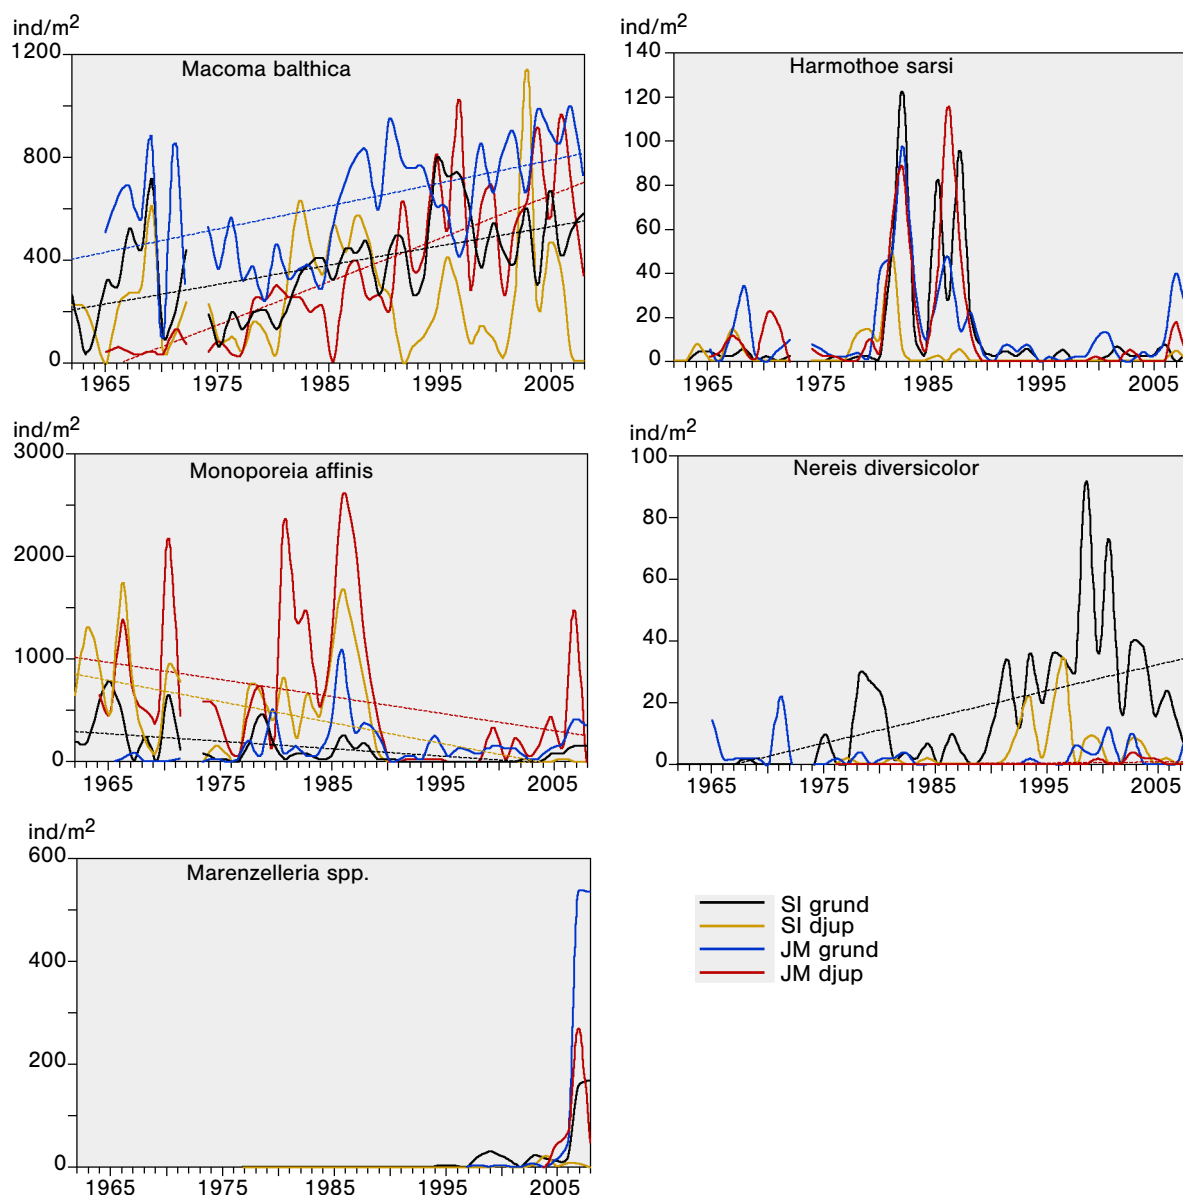 ind/m²
1200
800
400
0
Macoma balthica
1965 1975 1985 1995 2005
ind/m²
140
120
100
80
60
40
20
0
Harmothoe sarsi
1965 1975 1985 1995 2005
ind/m²
3000
2000
1000
0
Monoporeia affinis
1965 1975 1985 1995 2005
ind/m²
100
80
60
40
20
0
Nereis diversicolor
1965 1975 1985 1995 2005
ind/m²
600
400
200
0
Marenzelleria spp.
1965 1975 1985 1995 2005
SI grund
SI djup
JM grund
JM djup